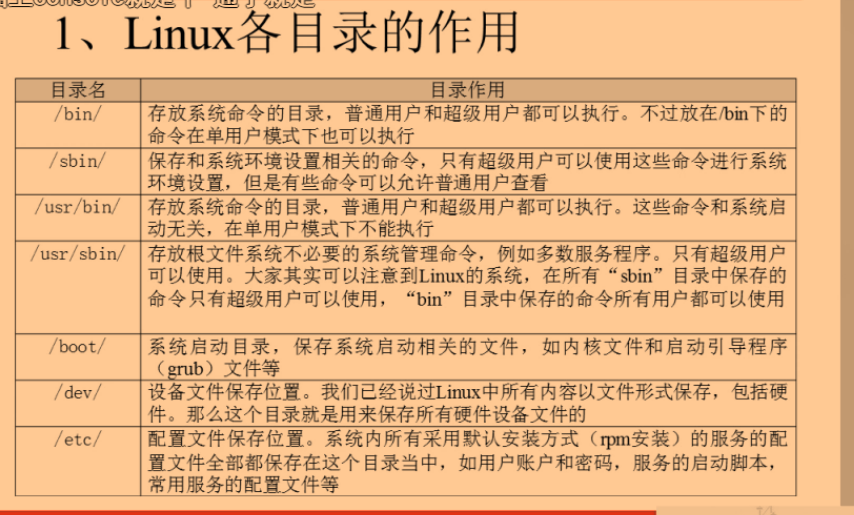 1、Linux各目录的作用
目录名 目录作用
/bin/ 存放系统命令的目录，普通用户和超级用户都可以执行。不过放在/bin下的
命令在单用户模式下也可以执行
/sbin/ 保存和系统环境设置相关的命令，只有超级用户可以使用这些命令进行系统
环境设置，但是有些命令可以允许普通用户查看
/usr/bin/ 存放系统命令的目录，普通用户和超级用户都可以执行。这些命令和系统启
动无关，在单用户模式下不能执行
/usr/sbin/ 存放根文件系统不必要的系统管理命令，例如多数服务程序。只有超级用户
可以使用。大家其实可以注意到Linux的系统，在所有“sbin”目录中保存的
命令只有超级用户可以使用，“bin”目录中保存的命令所有用户都可以使用
/boot/ 系统启动目录，保存系统启动相关的文件，如内核文件和启动引导程序
（grub）文件等
/dev/ 设备文件保存位置。我们已经说过Linux中所有内容以文件形式保存，包括硬
件。那么这个目录就是用来保存所有硬件设备文件的
/etc/ 配置文件保存位置。系统内所有采用默认安装方式（rpm安装）的服务的配
置文件全部都保存在这个目录当中，如用户账户和密码，服务的启动脚本，
常用服务的配置文件等